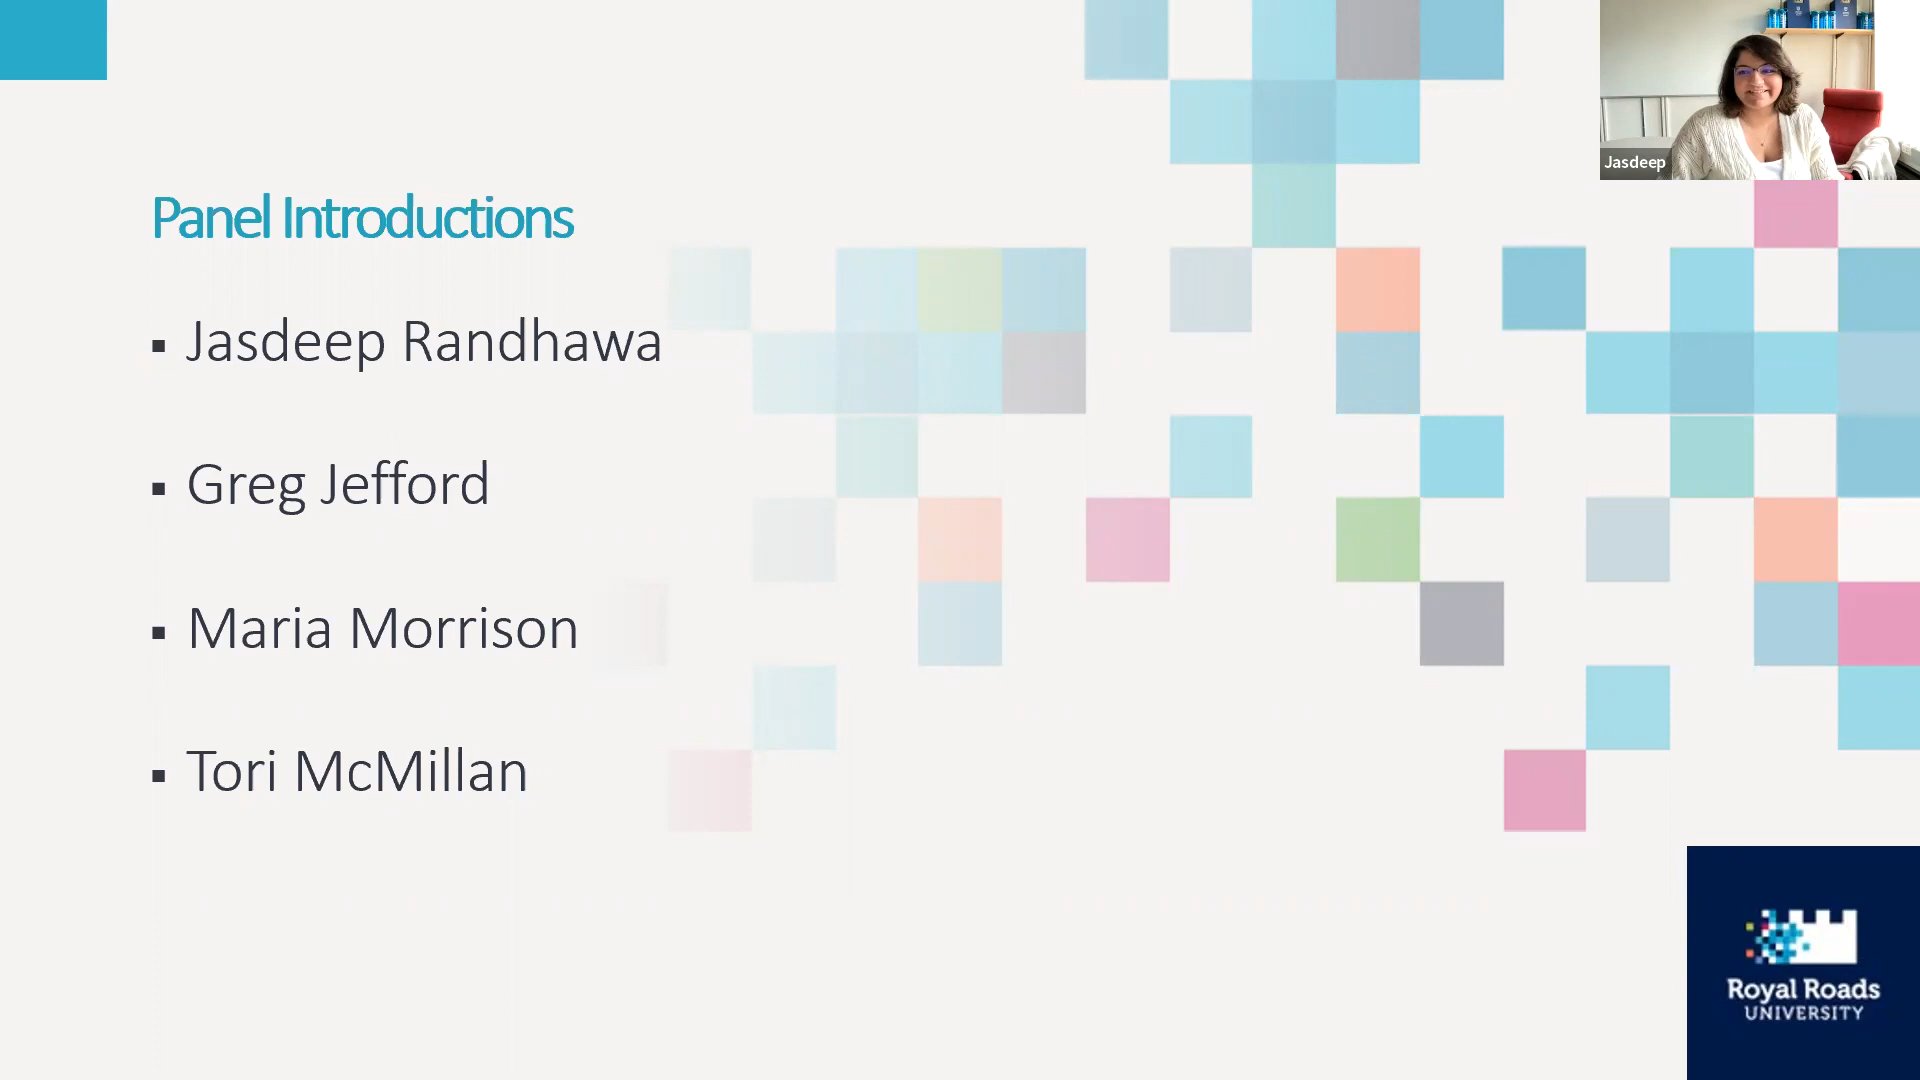 Jasdeep
Panel Introductions
▪ Jasdeep Randhawa
▪ Greg Jefford
▪ Maria Morrison
▪ Tori McMillan
Royal Roads
UNIVERSITY